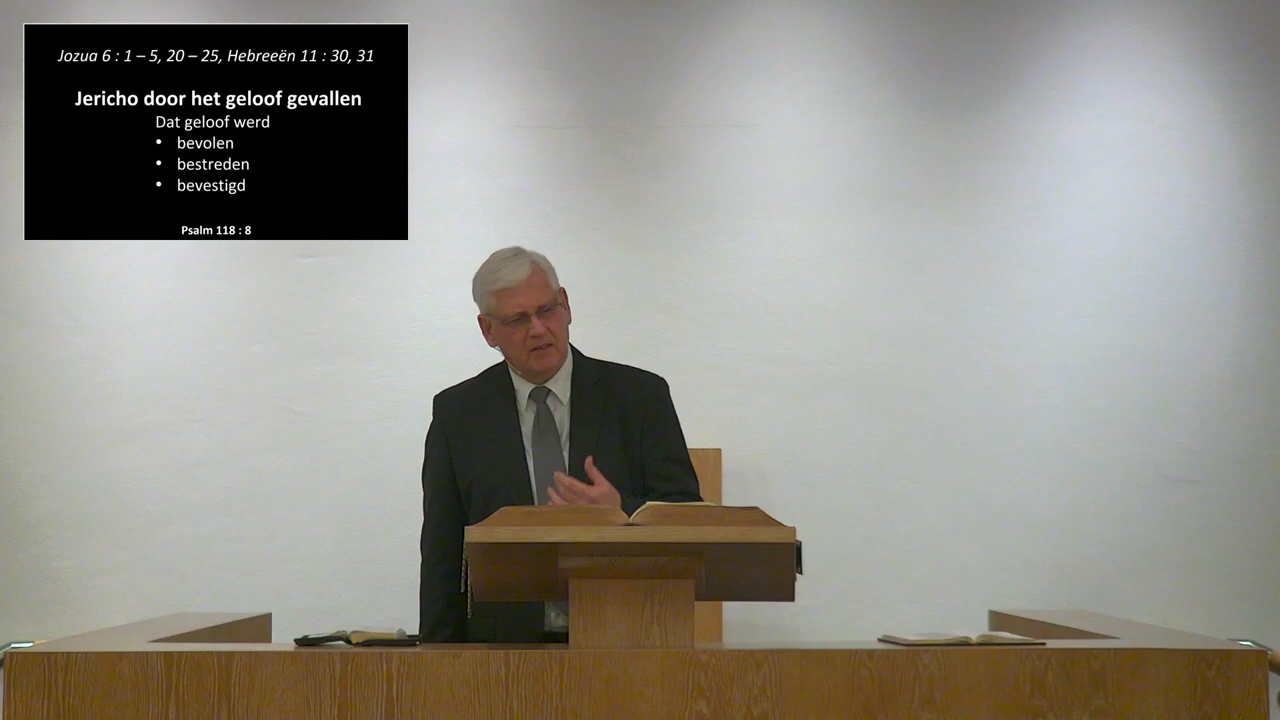 Jozua 6 : 1 – 5, 20 – 25, Hebreeën 11 : 30, 31
Jericho door het geloof gevallen
Dat geloof werd
• bevolen
• bestreden
• bevestigd
Psalm 118 : 8